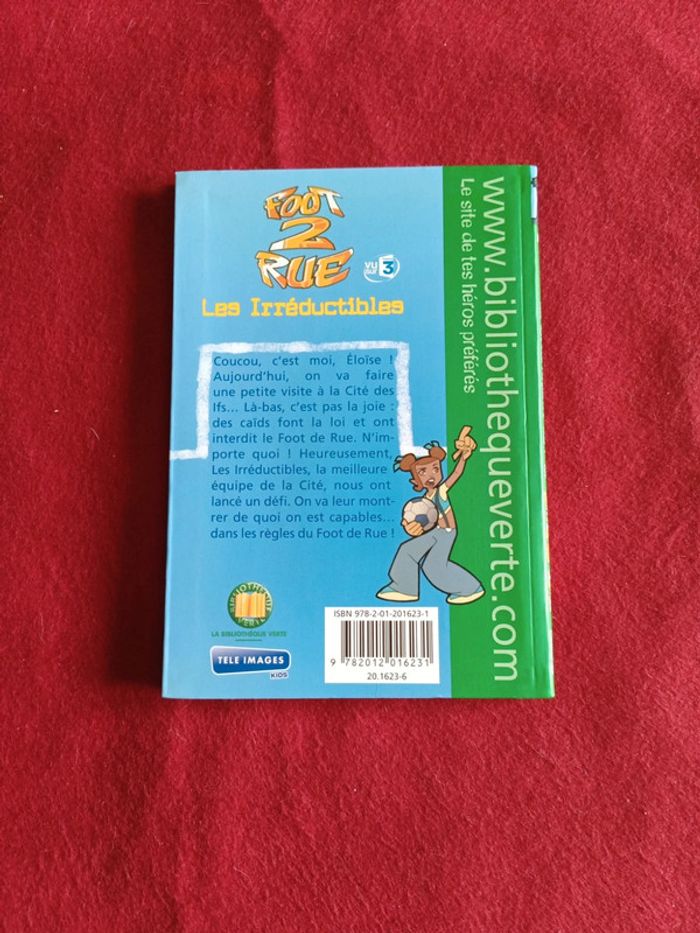 FOOT
2
RUE
VU
sur
3
Les Irréductibles
Coucou, c'est moi, Éloïse !
Aujourd'hui, on va faire
une petite visite à la Cité des
Ifs... Là-bas, c'est pas la joie :
des caïds font la loi et ont
interdit le Foot de Rue. N'im-
porte quoi ! Heureusement,
Les Irréductibles, la meilleure
équipe de la Cité, nous ont
lancé un défi. On va leur mont-
rer de quoi on est capables...
dans les règles du Foot de Rue !
BIBLIOTHÈQUE
VERTE
LA BIBLIOTHÈQUE VERTE
TELE IMAGES
KIDS
ISBN 978-2-01-201623-1
9 782012 016231
20.1623-6
www.bibliothequeverte.com
Le site de tes héros préférés